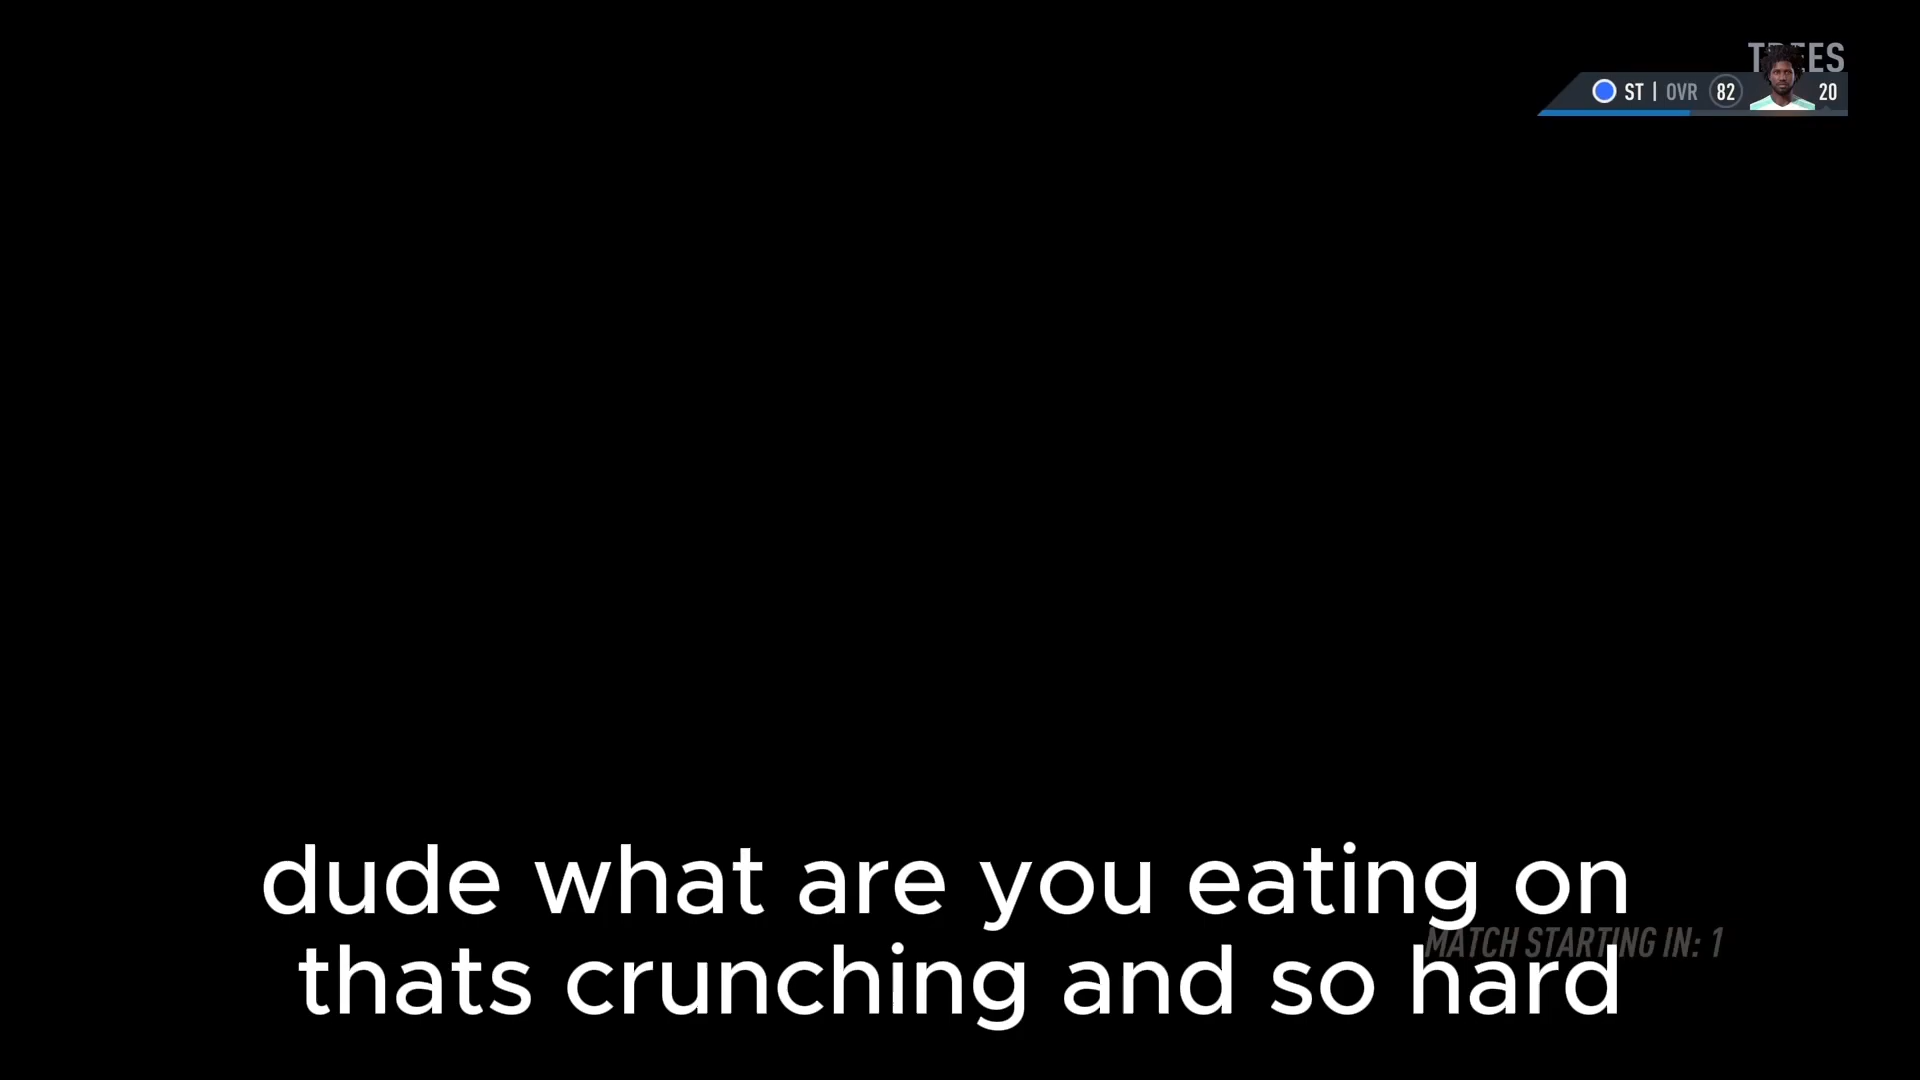 TREES
ST | OVR 82 20
dude what are you eating on
MATCH STARTING IN: 1
thats crunching and so hard